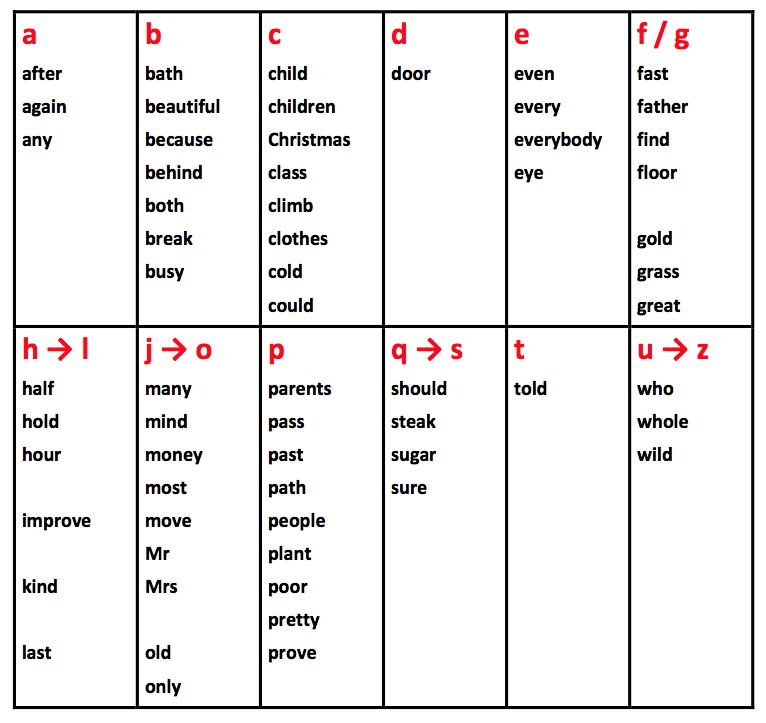 a
after
again
any
b
bath
beautiful
because
behind
both
break
busy
c
child
children
Christmas
class
climb
clothes
cold
could
d
door
e
even
every
everybody
eye
f / g
fast
father
find
floor
gold
grass
great
h → l
half
hold
hour
improve
kind
last
j → o
many
mind
money
most
move
Mr
Mrs
old
only
p
parents
pass
past
path
people
plant
poor
pretty
prove
q → s
should
steak
sugar
sure
t
told
u → z
who
whole
wild